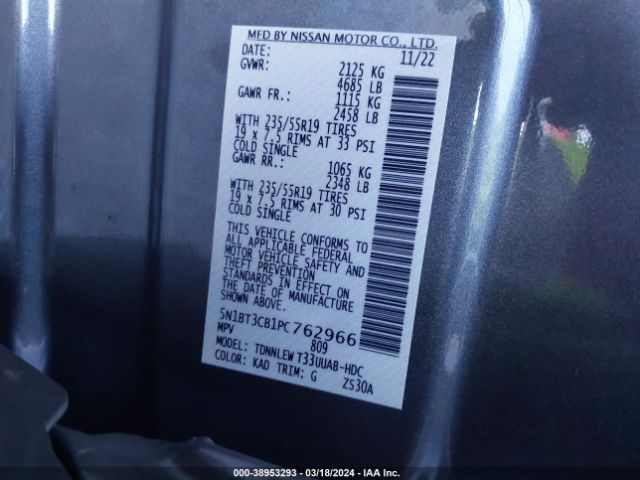 MFD BY NISSAN MOTOR CO., LTD.
DATE: 11/22
GVWR: 2125 KG
4685 LB
GAWR FR.: 1115 KG
2458 LB
WITH 235/55R19 TIRES
19 x 7.5 RIMS AT 33 PSI
COLD SINGLE
GAWR RR.: 1065 KG
2348 LB
WITH 235/55R19 TIRES
19 x 7.5 RIMS AT 30 PSI
COLD SINGLE
THIS VEHICLE CONFORMS TO
ALL APPLICABLE FEDERAL
MOTOR VEHICLE SAFETY AND
THEFT PREVENTION
STANDARDS IN EFFECT ON
THE DATE OF MANUFACTURE
SHOWN ABOVE.
5N1BT3CB1PC762966
MPV 809
MODEL: TDNNLEW T33UUAB-HDC
COLOR: KAD TRIM: G ZS30A
000-38953293 - 03/18/2024 - IAA Inc.